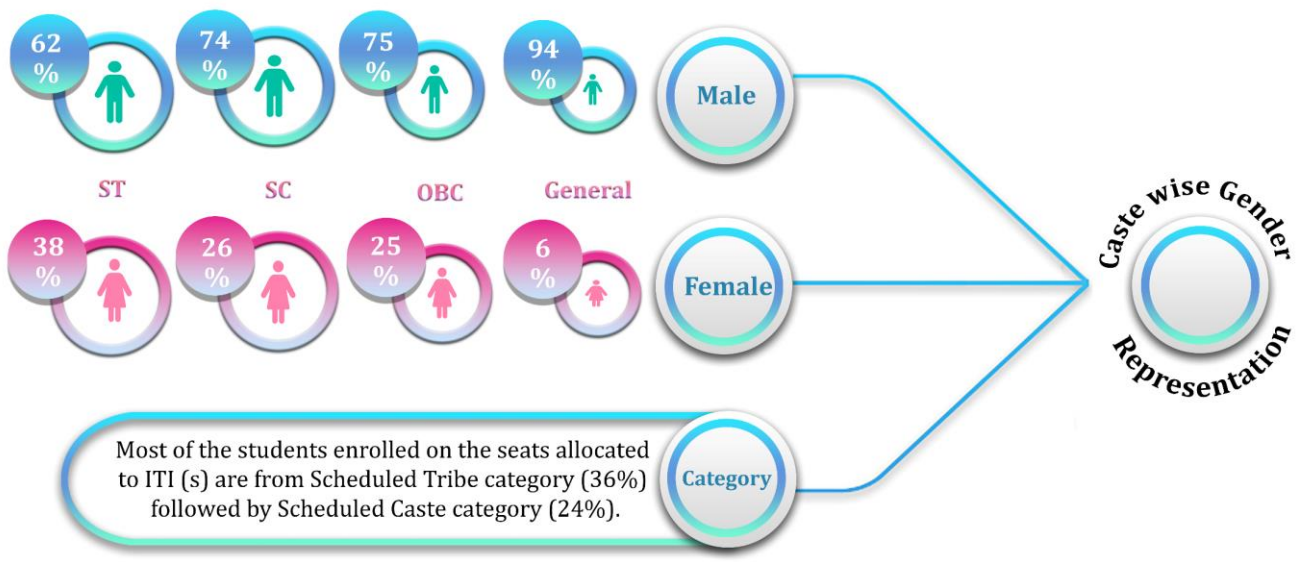 62
%
74
%
75
%
94
%
Male
ST
SC
OBC
General
38
%
26
%
25
%
6
%
Female
Caste wise Gender
Representation
Most of the students enrolled on the seats allocated
to ITI (s) are from Scheduled Tribe category (36%)
followed by Scheduled Caste category (24%).
Category